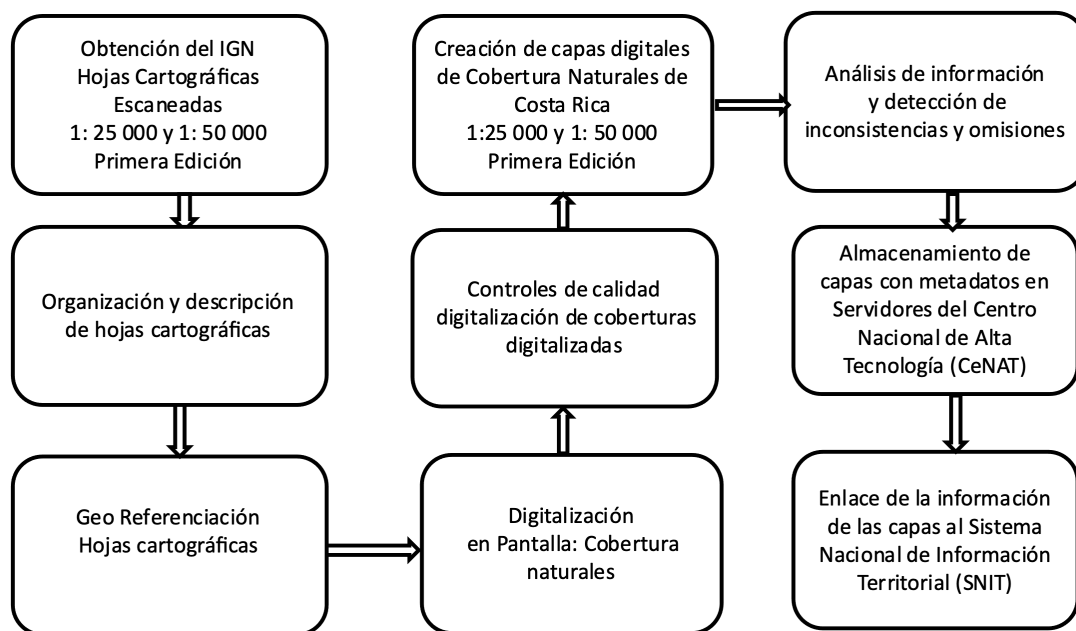 Obtención del IGN
Hojas Cartográficas
Escaneadas
1: 25 000 y 1: 50 000
Primera Edición
Organización y descripción
de hojas cartográficas
Geo Referenciación
Hojas cartográficas
Digitalización
en Pantalla: Cobertura
naturales
Controles de calidad
digitalización de coberturas
digitalizadas
Creación de capas digitales
de Cobertura Naturales de
Costa Rica
1:25 000 y 1: 50 000
Primera Edición
Análisis de información
y detección de
inconsistencias y omisiones
Almacenamiento de
capas con metadatos en
Servidores del Centro
Nacional de Alta
Tecnología (CeNAT)
Enlace de la información
de las capas al Sistema
Nacional de Información
Territorial (SNIT)